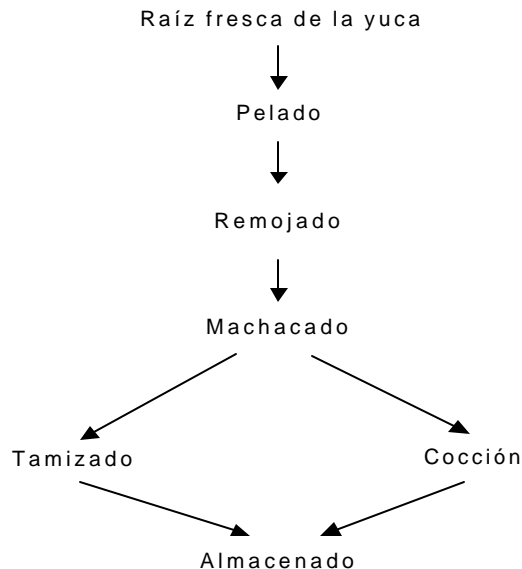 Raíz fresca de la yuca
Pelado
Remojado
Machacado
Tamizado
Cocción
Almacenado